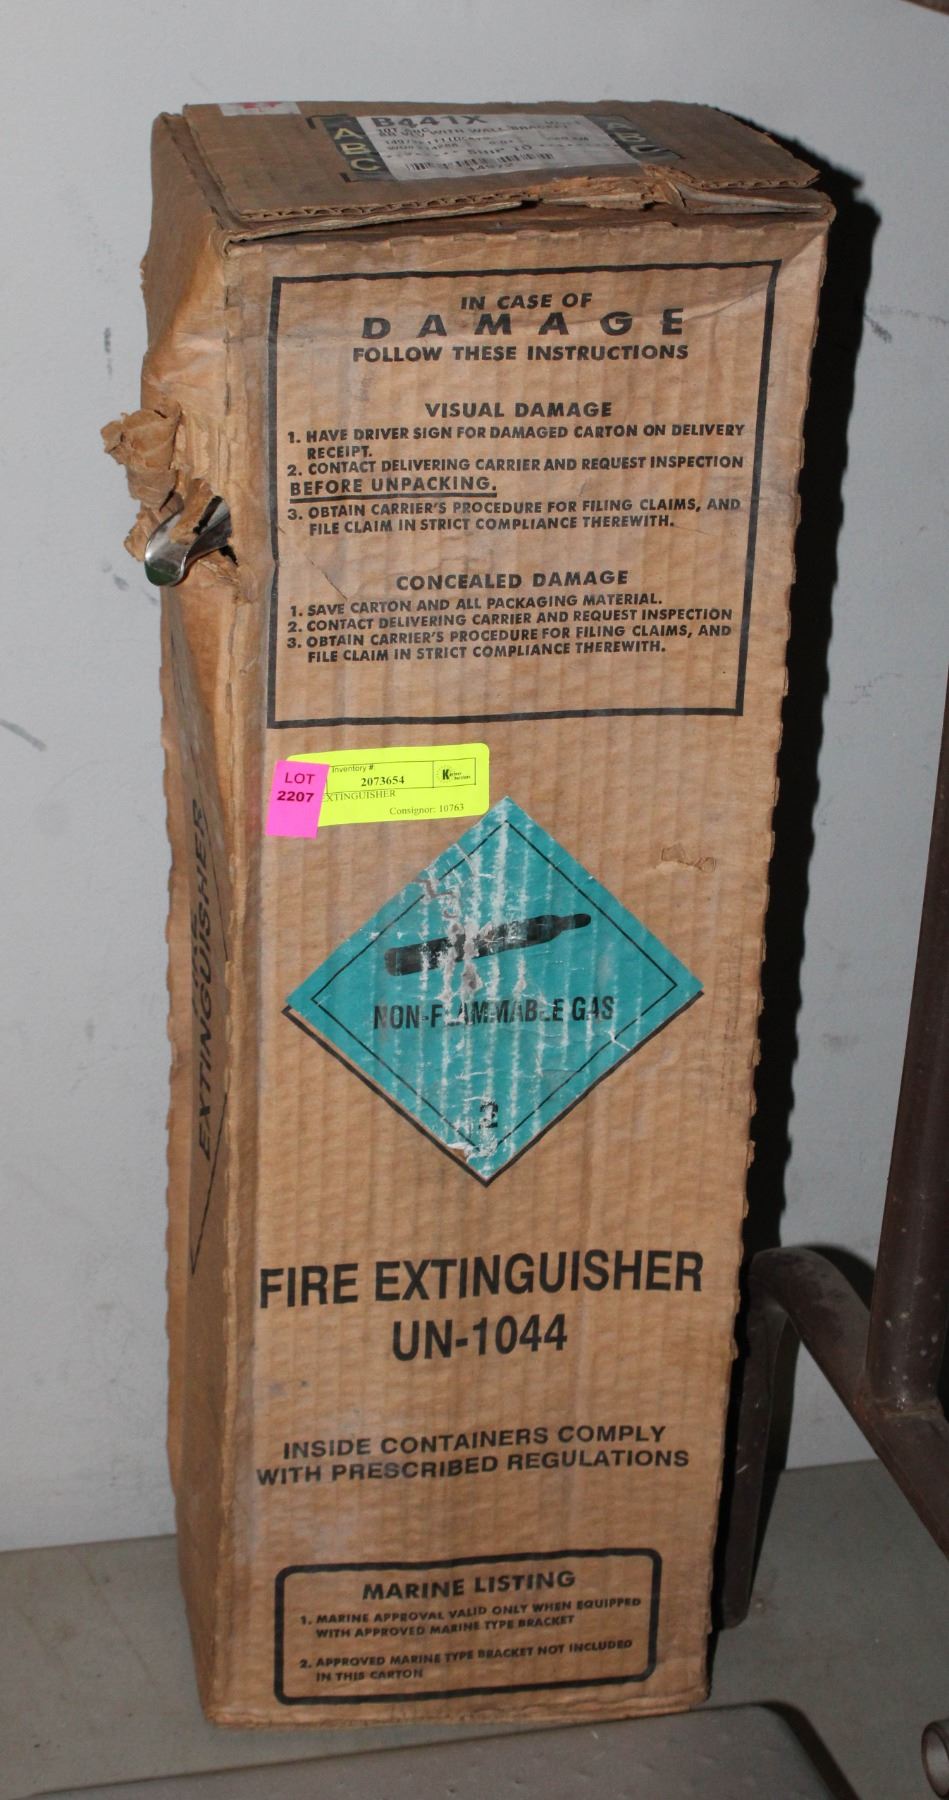 B441X
ABC
WITH WALL BRACKET
SHIP TO
ABC
IN CASE OF
DAMAGE
FOLLOW THESE INSTRUCTIONS
VISUAL DAMAGE
1. HAVE DRIVER SIGN FOR DAMAGED CARTON ON DELIVERY
RECEIPT.
2. CONTACT DELIVERING CARRIER AND REQUEST INSPECTION
BEFORE UNPACKING.
3. OBTAIN CARRIER'S PROCEDURE FOR FILING CLAIMS, AND
FILE CLAIM IN STRICT COMPLIANCE THEREWITH.
CONCEALED DAMAGE
1. SAVE CARTON AND ALL PACKAGING MATERIAL.
2. CONTACT DELIVERING CARRIER AND REQUEST INSPECTION
3. OBTAIN CARRIER'S PROCEDURE FOR FILING CLAIMS, AND
FILE CLAIM IN STRICT COMPLIANCE THEREWITH.
LOT
2207
Inventory #:
2073654
EXTINGUISHER
Consignor: 10763
NON-FLAMMABLE GAS
2
FIRE
EXTINGUISHER
FIRE EXTINGUISHER
UN-1044
INSIDE CONTAINERS COMPLY
WITH PRESCRIBED REGULATIONS
MARINE LISTING
1. MARINE APPROVAL VALID ONLY WHEN EQUIPPED
WITH APPROVED MARINE TYPE BRACKET
2. APPROVED MARINE TYPE BRACKET NOT INCLUDED
IN THIS CARTON